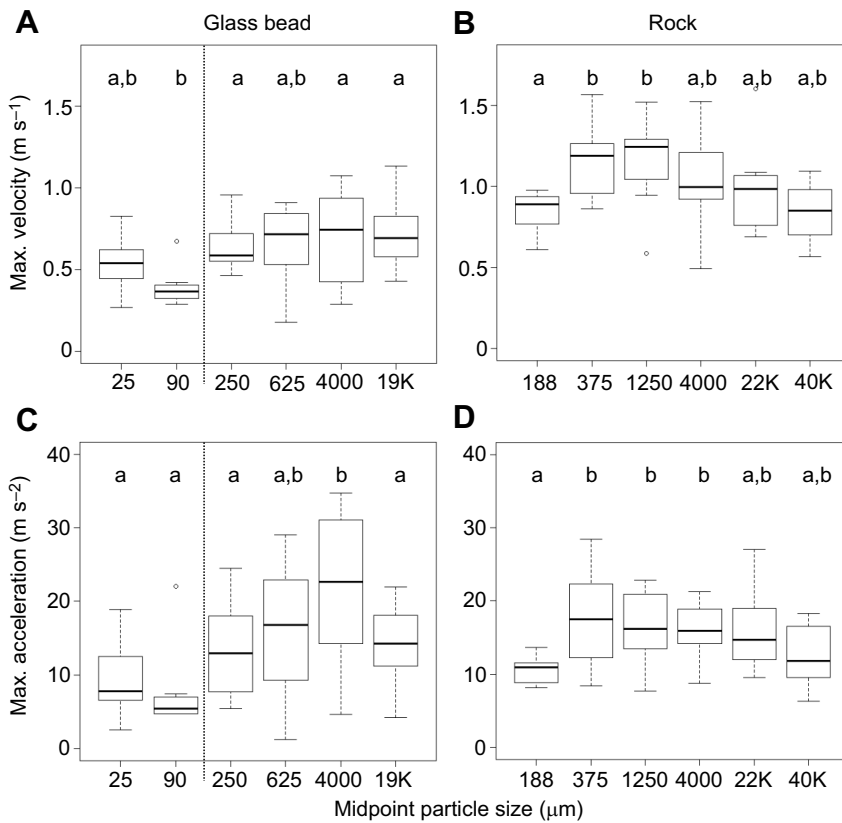 A Glass bead B Rock
Max. velocity (m s−1)
a,b b a a,b a a
1.5
1.0
0.5
0
25 90 250 625 4000 19K
a b b a,b a,b a,b
1.5
1.0
0.5
0
188 375 1250 4000 22K 40K
C D
Max. acceleration (m s−2)
40
a a a a,b b a
30
20
10
0
25 90 250 625 4000 19K
40
a b b b a,b a,b
30
20
10
0
188 375 1250 4000 22K 40K
Midpoint particle size (μm)